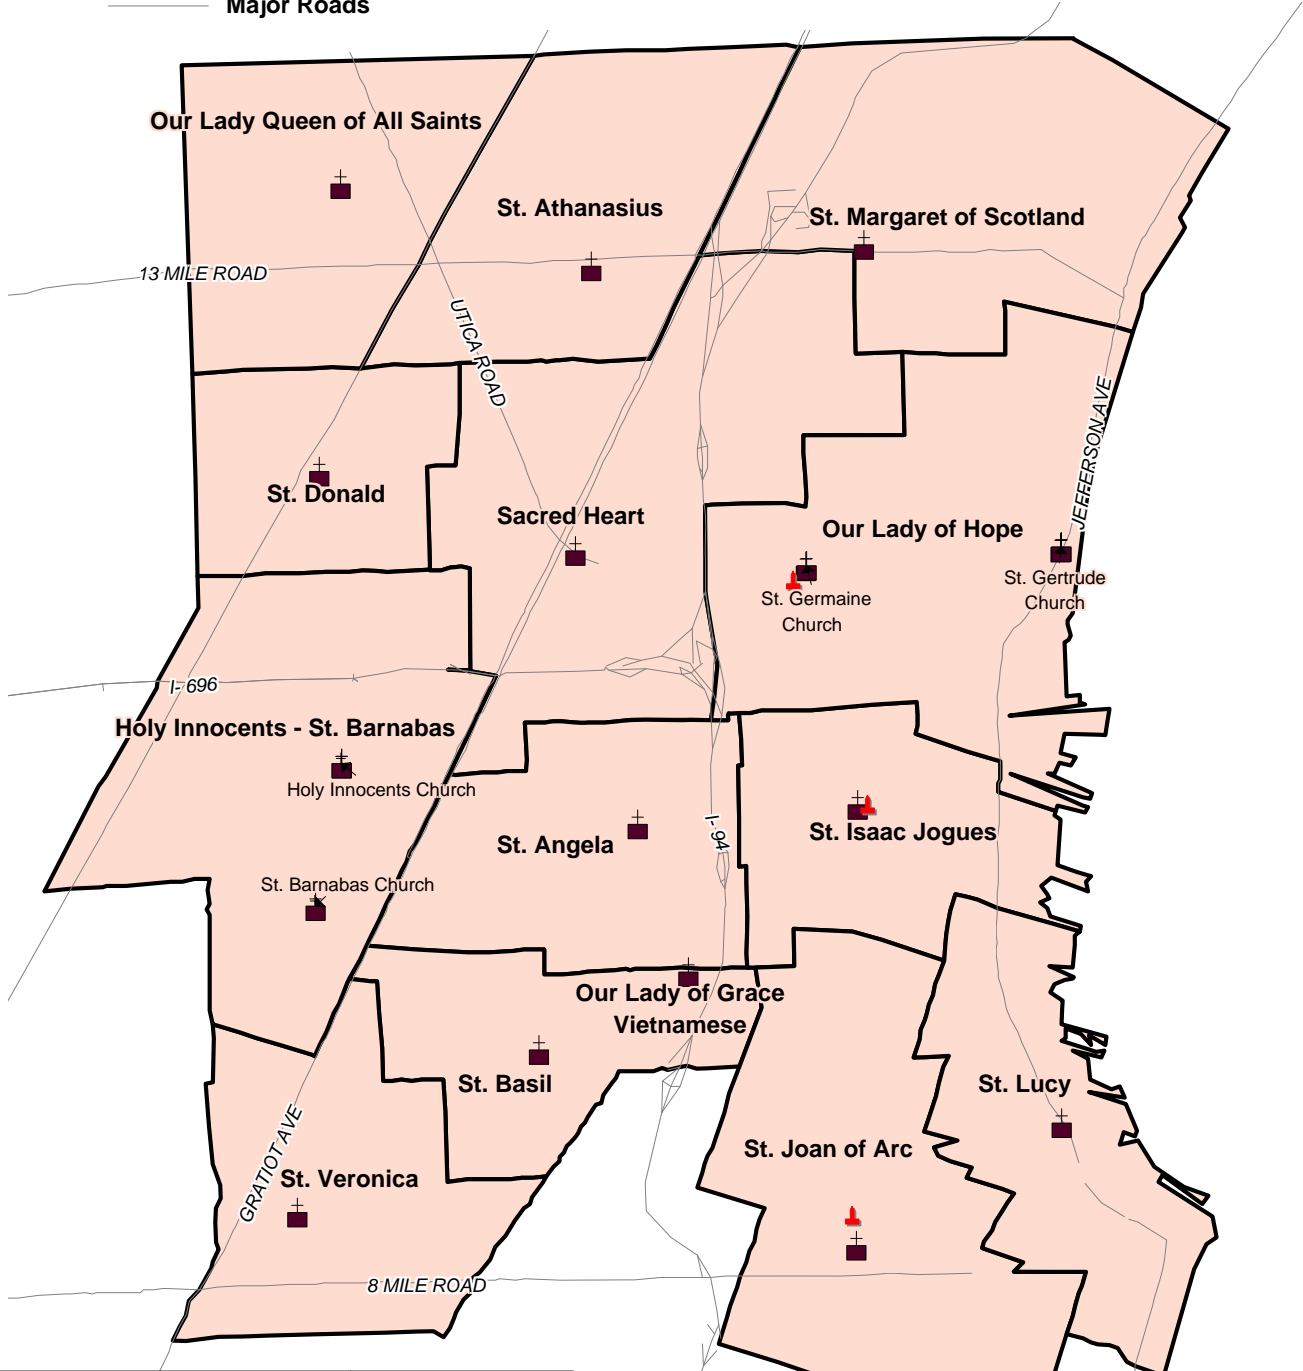 Major Roads
Our Lady Queen of All Saints
St. Athanasius
St. Margaret of Scotland
13 MILE ROAD
UTICA ROAD
JEFFERSON AVE
St. Donald
Sacred Heart
Our Lady of Hope
St. Germaine
Church
St. Gertrude
Church
I-696
Holy Innocents - St. Barnabas
Holy Innocents Church
St. Angela
I-94
St. Isaac Jogues
St. Barnabas Church
Our Lady of Grace
Vietnamese
St. Basil
St. Lucy
GRATIOT AVE
St. Joan of Arc
St. Veronica
8 MILE ROAD